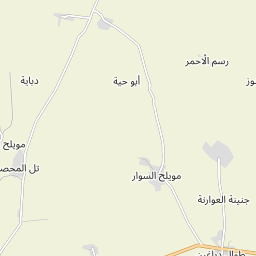 رسم الأحمر
أبو حية
دباية
مويلح
تل المحص
مويلح السوار
جنينة العوارنة